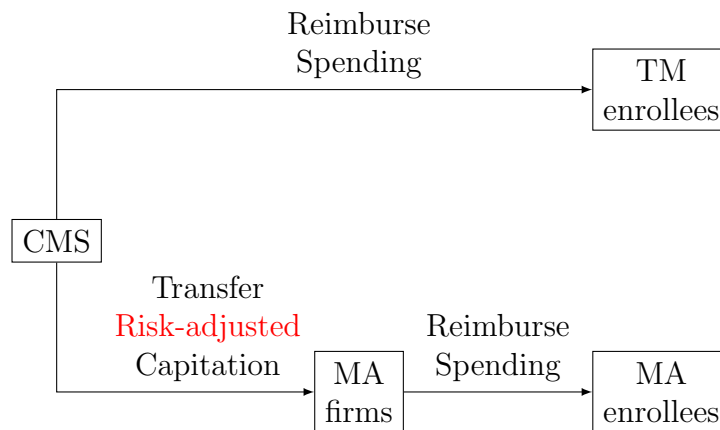 Reimburse
Spending
TM
enrollees
CMS
Transfer
Risk-adjusted
Capitation
Reimburse
Spending
MA
firms
MA
enrollees